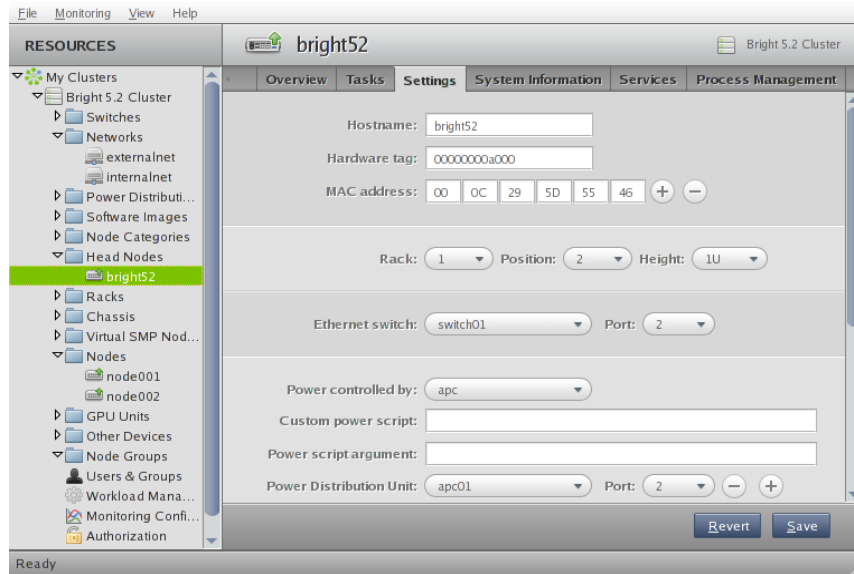 File Monitoring View Help
RESOURCES
bright52
Bright 5.2 Cluster
My Clusters
Bright 5.2 Cluster
Switches
Networks
externalnet
internalnet
Power Distributi...
Software Images
Node Categories
Head Nodes
bright52
Racks
Chassis
Virtual SMP Nod...
Nodes
node001
node002
GPU Units
Other Devices
Node Groups
Users & Groups
Workload Mana...
Monitoring Confi...
Authorization
Overview Tasks Settings System Information Services Process Management
Hostname: bright52
Hardware tag: 00000000a000
MAC address: 00 0C 29 5D 55 46
Rack: 1 Position: 2 Height: 1U
Ethernet switch: switch01 Port: 2
Power controlled by: apc
Custom power script:
Power script argument:
Power Distribution Unit: apc01 Port: 2
Revert Save
Ready